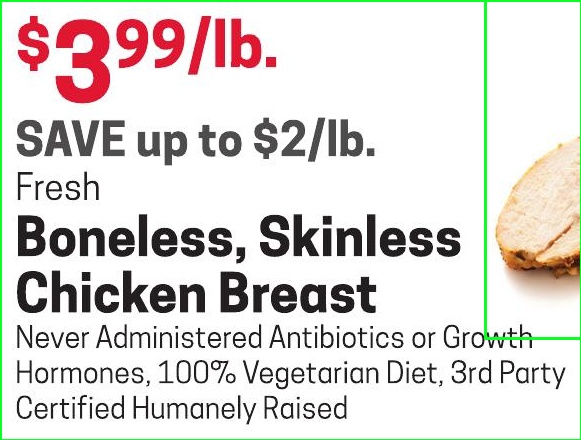 $3.99/lb.
SAVE up to $2/lb.
Fresh
Boneless, Skinless
Chicken Breast
Never Administered Antibiotics or Growth
Hormones, 100% Vegetarian Diet, 3rd Party
Certified Humanely Raised